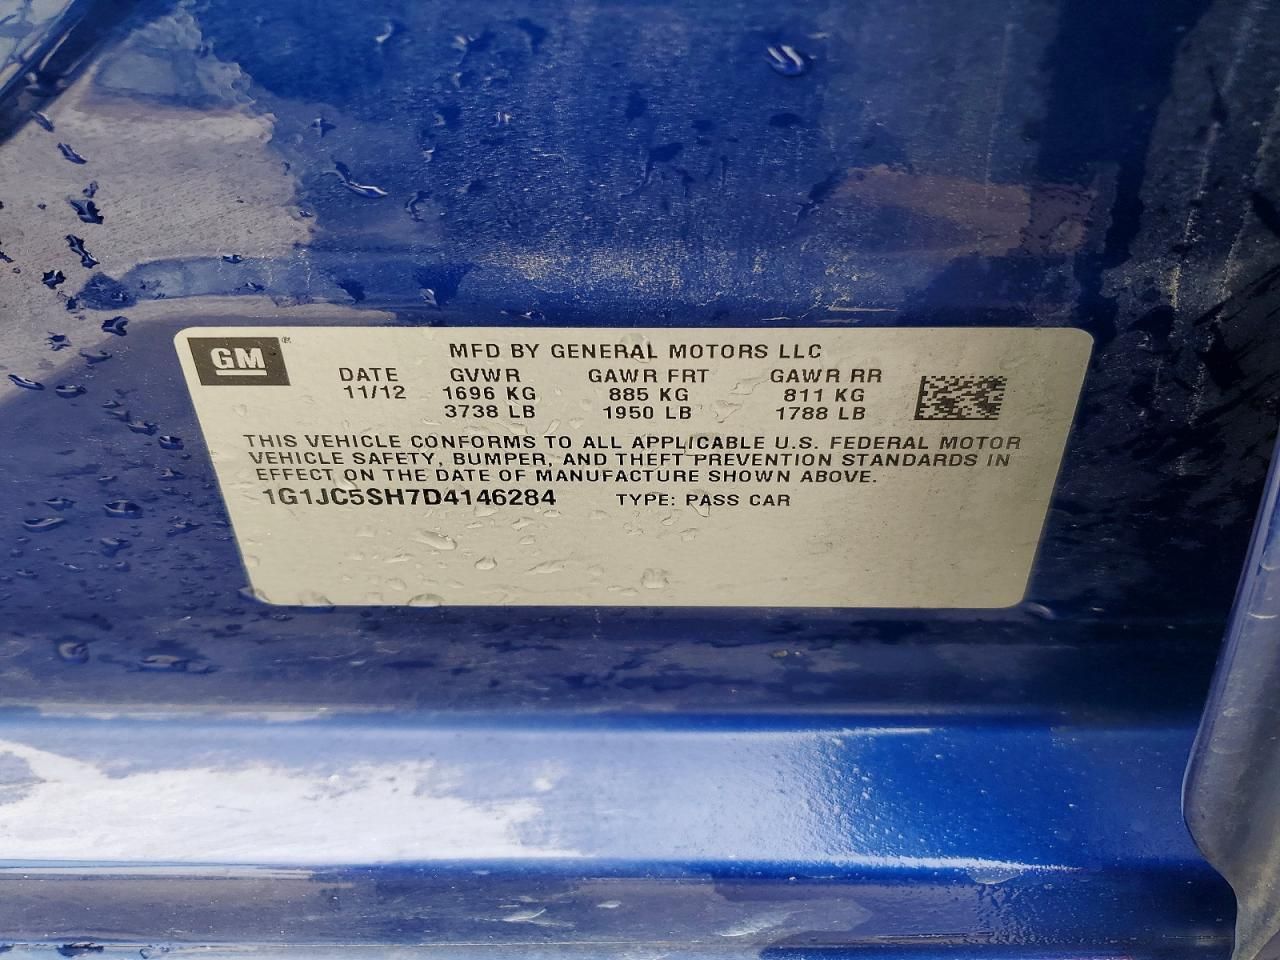 GM®
MFD BY GENERAL MOTORS LLC
DATE GVWR GAWR FRT GAWR RR
11/12 1696 KG 885 KG 811 KG
3738 LB 1950 LB 1788 LB
THIS VEHICLE CONFORMS TO ALL APPLICABLE U.S. FEDERAL MOTOR
VEHICLE SAFETY, BUMPER, AND THEFT PREVENTION STANDARDS IN
EFFECT ON THE DATE OF MANUFACTURE SHOWN ABOVE.
1G1JC5SH7D4146284 TYPE: PASS CAR